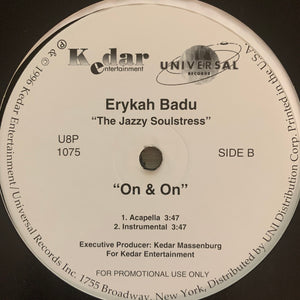 Kedar
entertainment
UNIVERSAL
RECORDS
Erykah Badu
“The Jazzy Soulstress”
U8P
1075
SIDE B
“On & On”
1. Acapella 3:47
2. Instrumental 3:47
Executive Producer: Kedar Massenburg
For Kedar Entertainment
FOR PROMOTIONAL USE ONLY
℗ & © 1996 Kedar Entertainment/Universal Records Inc 1755 Broadway, New York, Distributed by UNI Distribution Corp. Printed in the U.S.A.